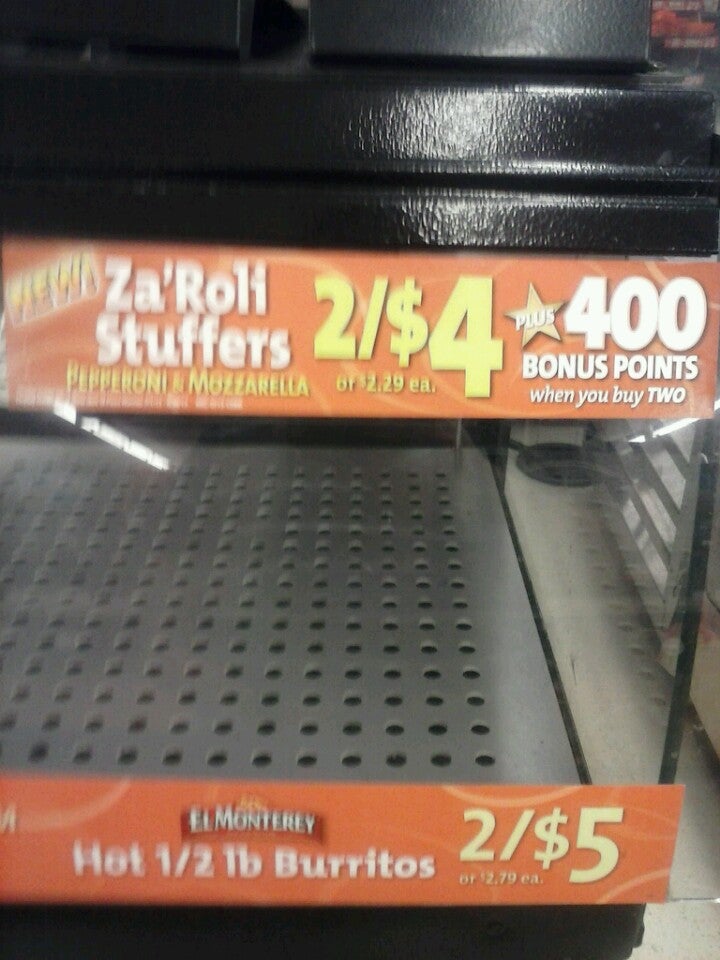 NEW!
Za'Roli
Stuffers
PEPPERONI & MOZZARELLA
2/$4
or $2.29 ea.
PLUS 400
BONUS POINTS
when you buy TWO
EL MONTEREY
Hot 1/2 lb Burritos
2/$5
or $2.79 ea.